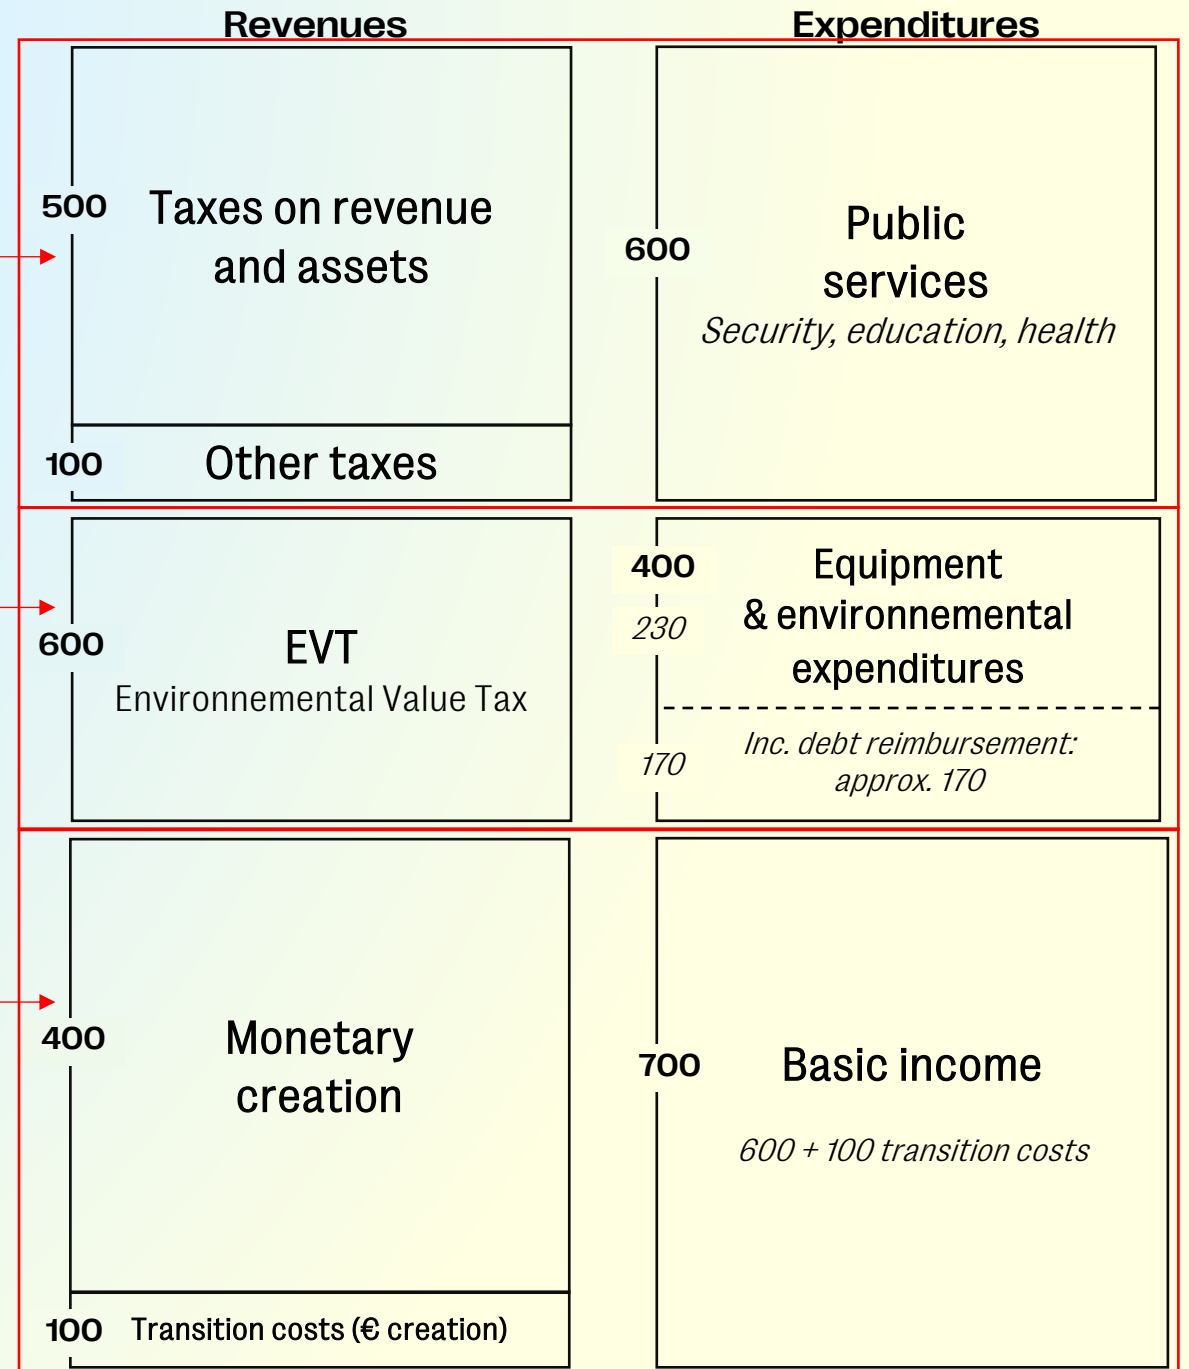 Revenues
Expenditures
500
Taxes on revenue
and assets
100
Other taxes
600
Public
services
Security, education, health
600
EVT
Environnemental Value Tax
400
230
Equipment
& environnemental
expenditures
170
Inc. debt reimbursement:
approx. 170
400
Monetary
creation
100
Transition costs (€ creation)
700
Basic income
600 + 100 transition costs